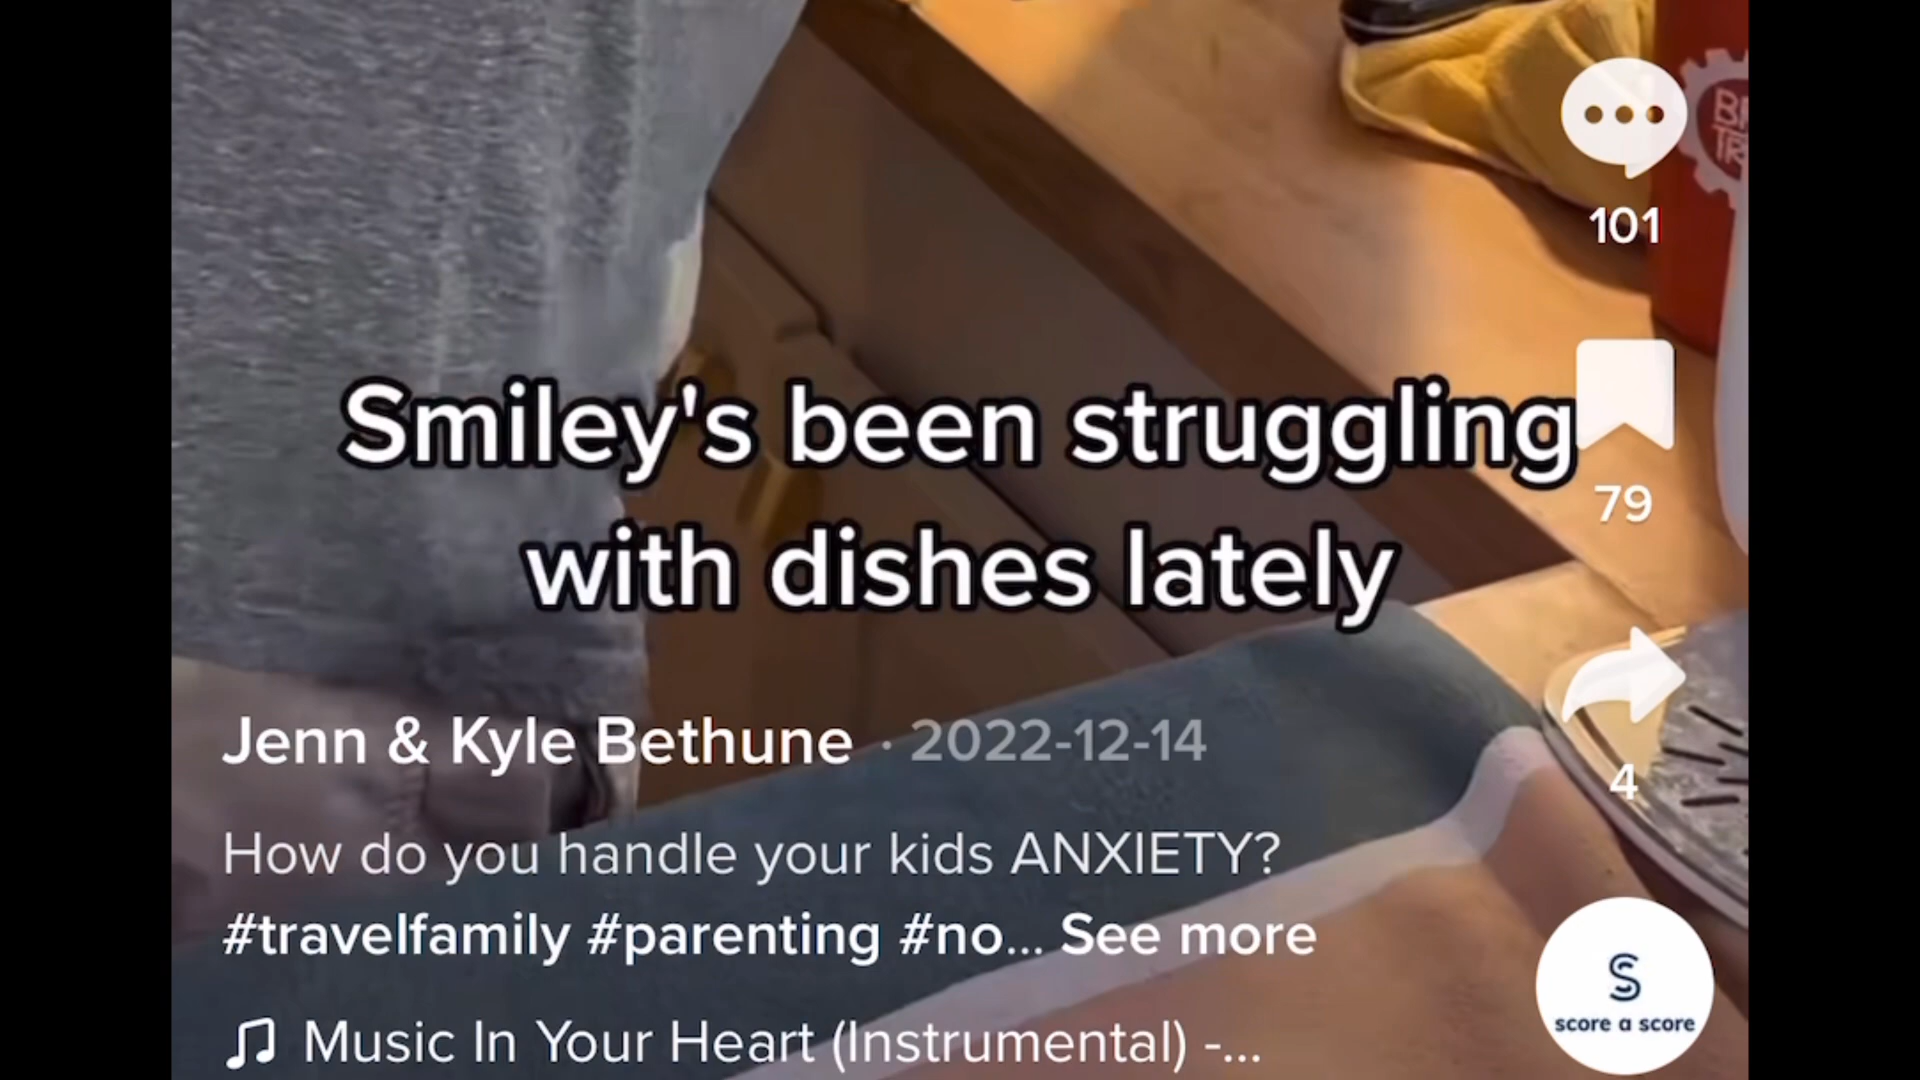 101
Smiley's been struggling
with dishes lately
79
Jenn & Kyle Bethune · 2022-12-14
4
How do you handle your kids ANXIETY?
#travelfamily #parenting #no... See more
Music In Your Heart (Instrumental) -...
S
score a score